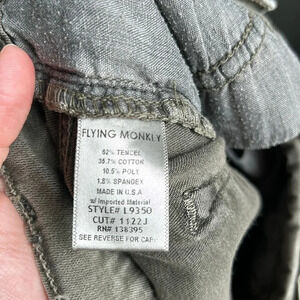 FLYING MONKEY
52% TENCEL
35.7% COTTON
10.5% POLY
1.8% SPANDEX
MADE IN U.S.A
w/ Imported Material
STYLE# L9350
CUT# 1122J
RN# 138395
SEE REVERSE FOR CARE